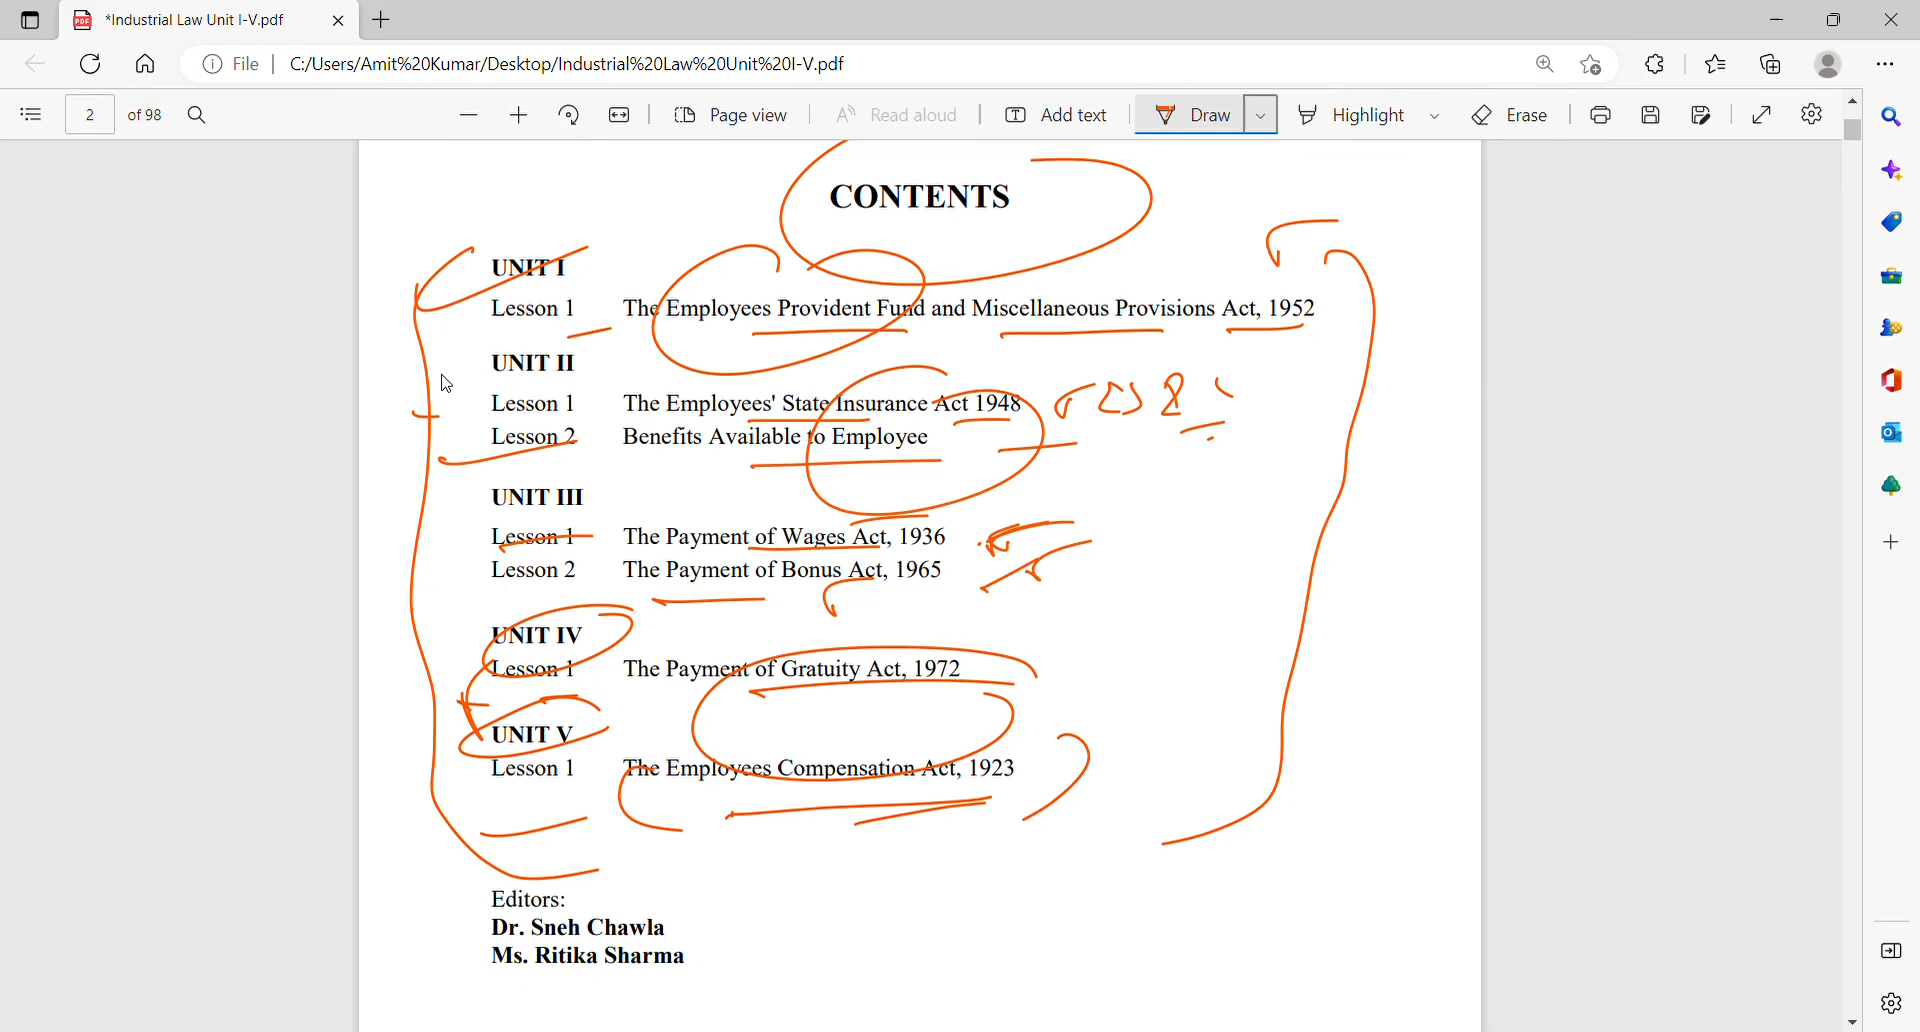 *Industrial Law Unit I-V.pdf
File
C:/Users/Amit%20Kumar/Desktop/Industrial%20Law%20Unit%20I-V.pdf
2 of 98 Page view Read aloud Add text Draw Highlight Erase
CONTENTS
UNIT I
Lesson 1 The Employees Provident Fund and Miscellaneous Provisions Act, 1952
UNIT II
Lesson 1 The Employees' State Insurance Act 1948
Lesson 2 Benefits Available to Employee
UNIT III
Lesson 1 The Payment of Wages Act, 1936
Lesson 2 The Payment of Bonus Act, 1965
UNIT IV
Lesson 1 The Payment of Gratuity Act, 1972
UNIT V
Lesson 1 The Employees Compensation Act, 1923
Editors:
Dr. Sneh Chawla
Ms. Ritika Sharma